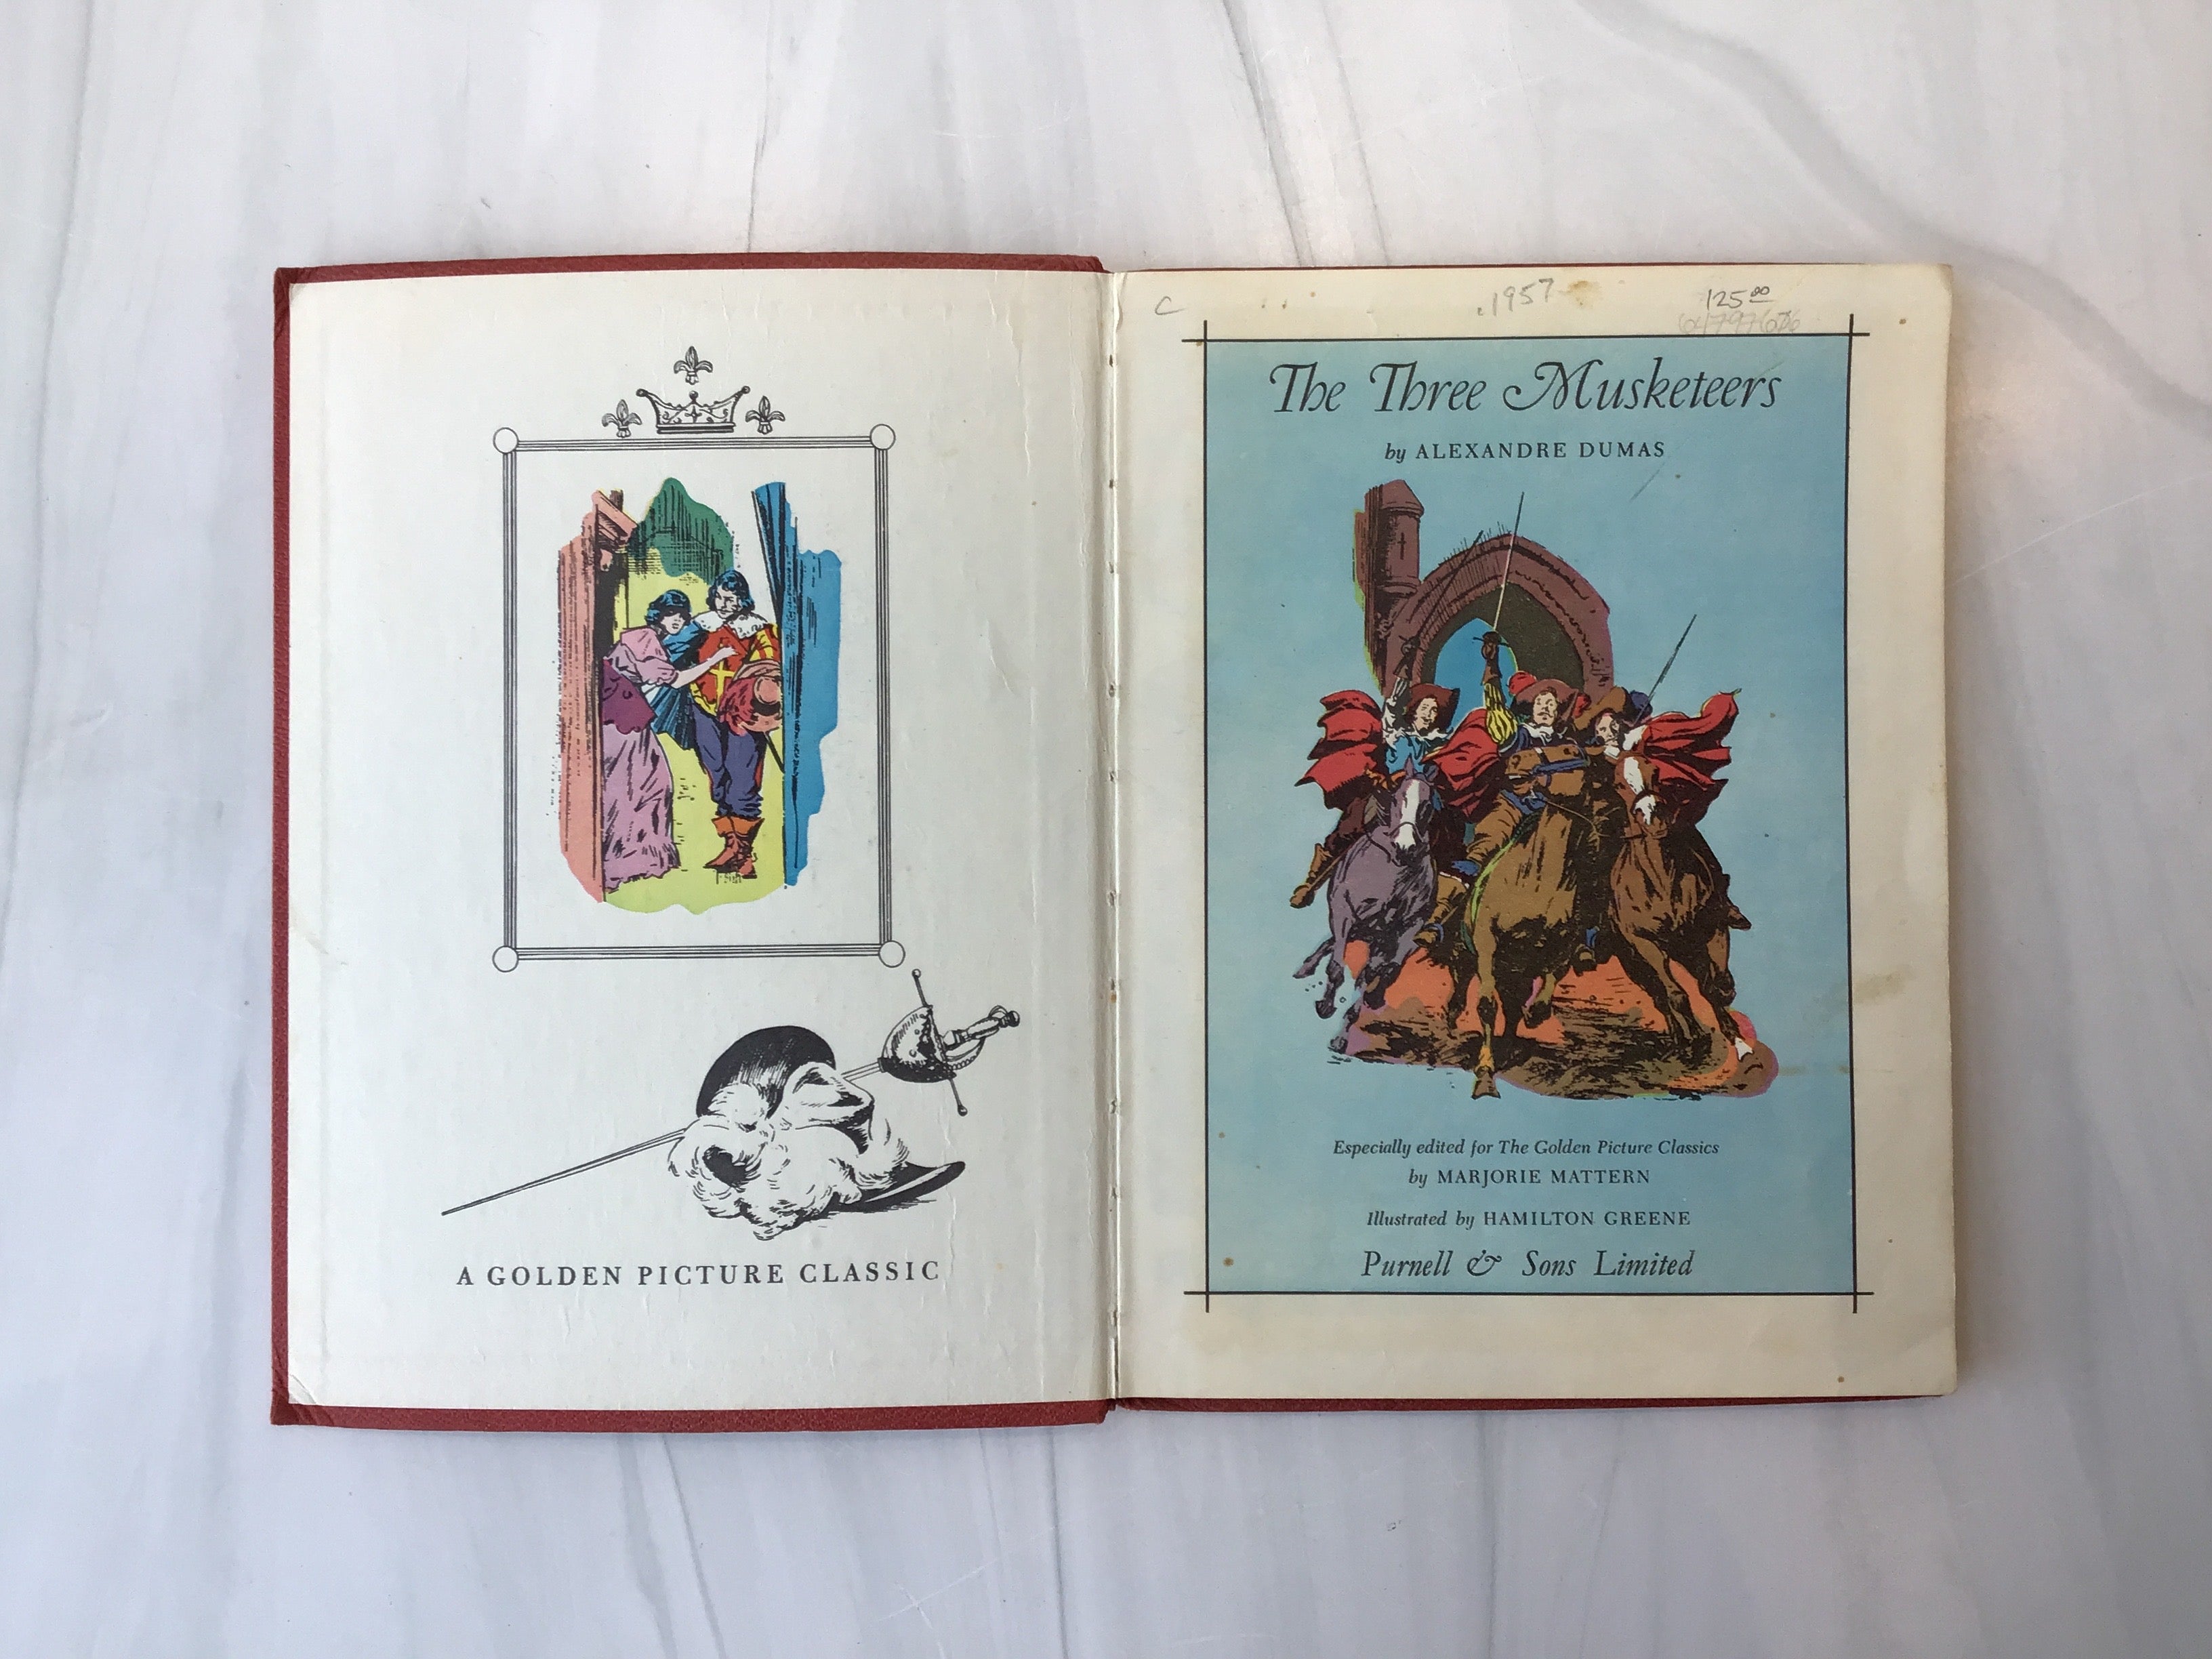 A GOLDEN PICTURE CLASSIC
C
1957
125.00
The Three Musketeers
by ALEXANDRE DUMAS
Especially edited for The Golden Picture Classics
by MARJORIE MATTERN
Illustrated by HAMILTON GREENE
Purnell & Sons Limited